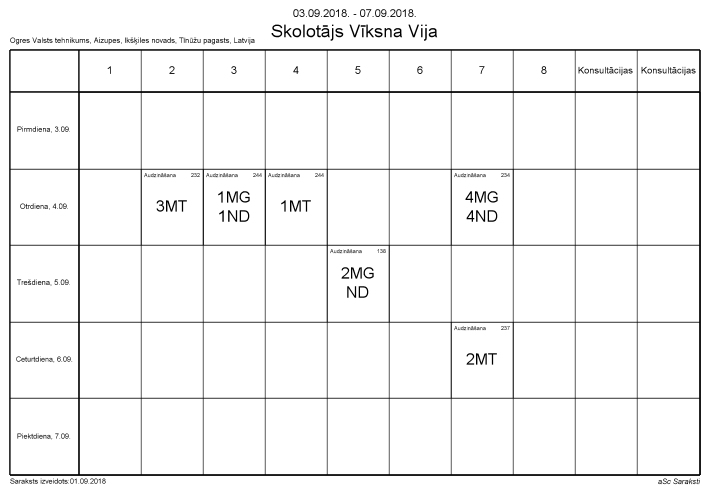 03.09.2018. - 07.09.2018.
Skolotājs Vīksna Vija
Ogres Valsts tehnikums, Aizupes, Ikšķiles novads, Tīnūžu pagasts, Latvija
1 2 3 4 5 6 7 8 Konsultācijas Konsultācijas
Pirmdiena, 3.09.
Audzināšana 232 Audzināšana 244 Audzināšana 244 Audzināšana 234
Otrdiena, 4.09.
3MT 1MG 1MT 4MG
1ND 4ND
Audzināšana 138
Trešdiena, 5.09.
2MG
ND
Audzināšana 237
Ceturtdiena, 6.09.
2MT
Piektdiena, 7.09.
Saraksts izveidots:01.09.2018
aSc Saraksti